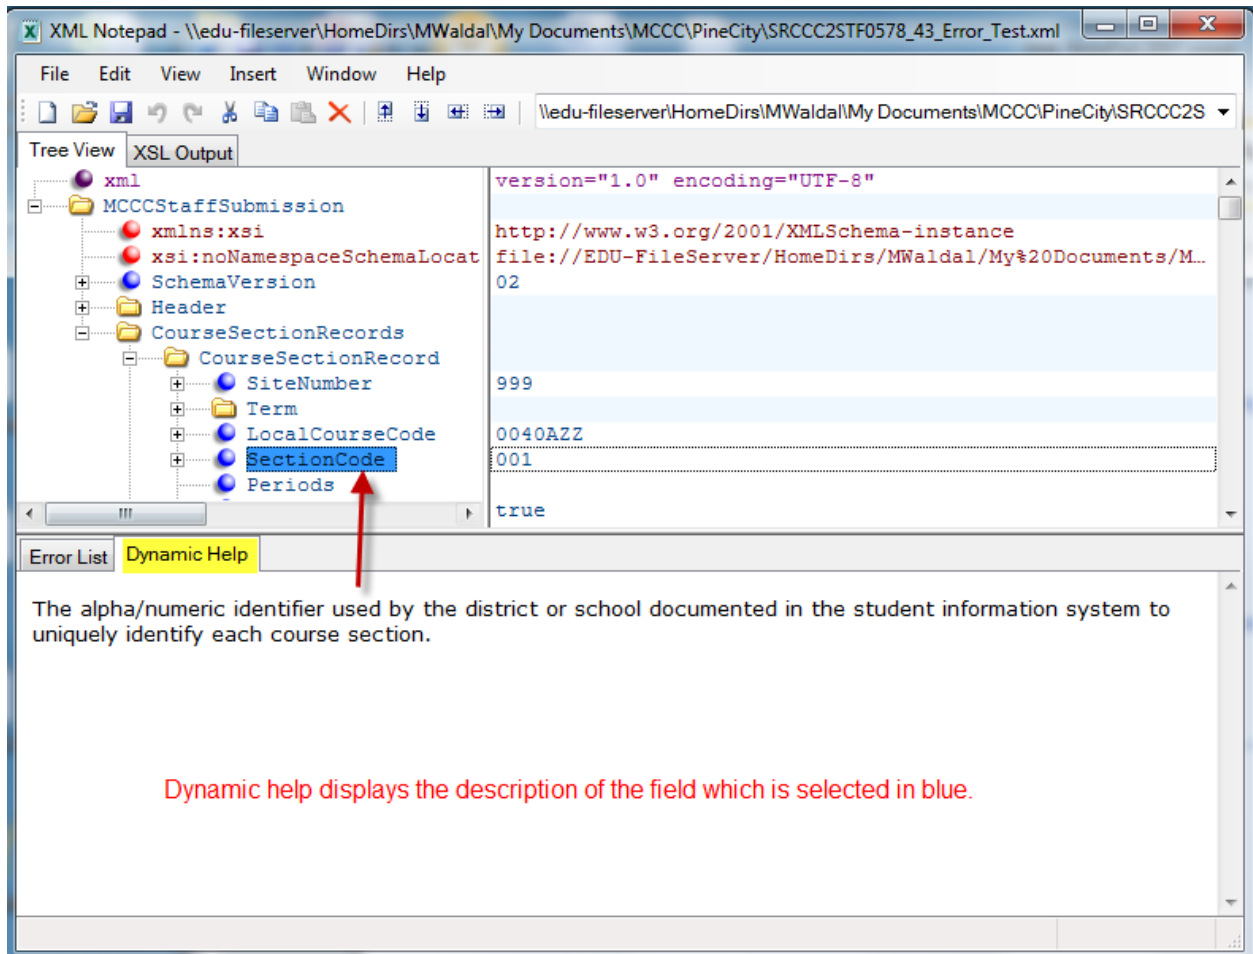 XML Notepad - \\edu-fileserver\HomeDirs\MWaldal\My Documents\MCCC\PineCity\SRCCC2STF0578_43_Error_Test.xml
File Edit View Insert Window Help
\\edu-fileserver\HomeDirs\MWaldal\My Documents\MCCC\PineCity\SRCCC2S
Tree View XSL Output
xml version="1.0" encoding="UTF-8"
MCCCStaffSubmission
xmlns:xsi http://www.w3.org/2001/XMLSchema-instance
xsi:noNamespaceSchemaLocat file://EDU-FileServer/HomeDirs/MWaldal/My%20Documents/M...
SchemaVersion 02
Header
CourseSectionRecords
CourseSectionRecord
SiteNumber 999
Term
LocalCourseCode 0040AZZ
SectionCode 001
Periods
true
Error List Dynamic Help
The alpha/numeric identifier used by the district or school documented in the student information system to
uniquely identify each course section.
Dynamic help displays the description of the field which is selected in blue.